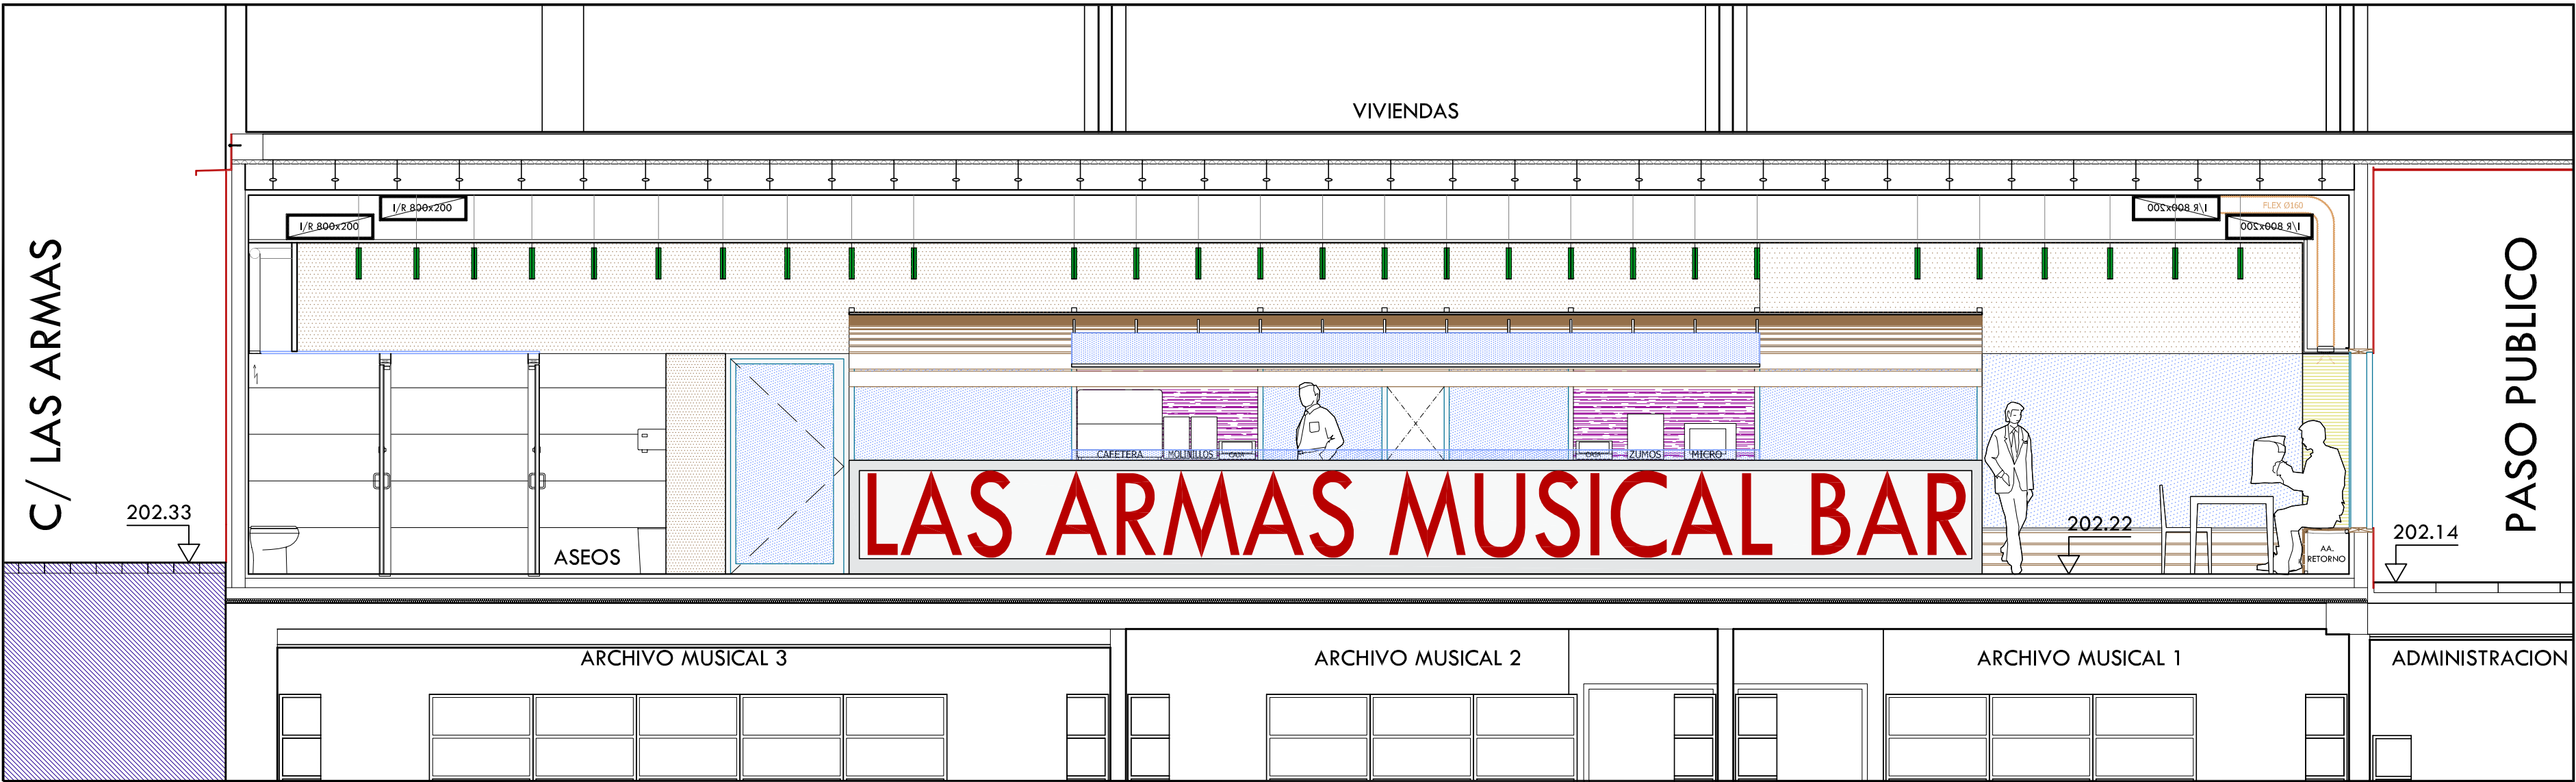 VIVIENDAS
C/ LAS ARMAS
I/R 800x200
I/R 800x200
I/R 800x200
I/R 800x200
FLEX Ø160
PASO PUBLICO
CAFETERA
MOLINILLOS
CAJA
CAJA
ZUMOS
MICRO
LAS ARMAS MUSICAL BAR
202.33
ASEOS
202.22
202.14
AA.
RETORNO
ARCHIVO MUSICAL 3
ARCHIVO MUSICAL 2
ARCHIVO MUSICAL 1
ADMINISTRACION